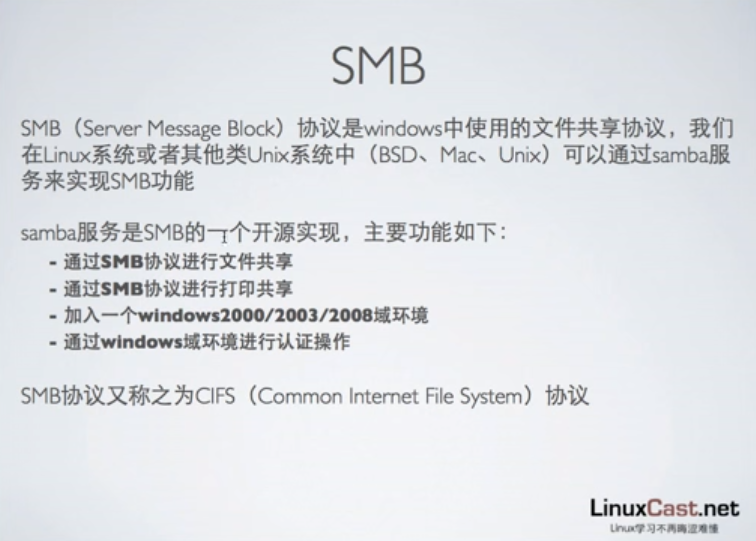 SMB
SMB（Server Message Block）协议是windows中使用的文件共享协议，我们
在Linux系统或者其他类Unix系统中（BSD、Mac、Unix）可以通过samba服
务来实现SMB功能
samba服务是SMB的一个开源实现，主要功能如下：
- 通过SMB协议进行文件共享
- 通过SMB协议进行打印共享
- 加入一个windows2000/2003/2008域环境
- 通过windows域环境进行认证操作
SMB协议又称之为CIFS（Common Internet File System）协议
LinuxCast.net
Linux学习不再晦涩难懂